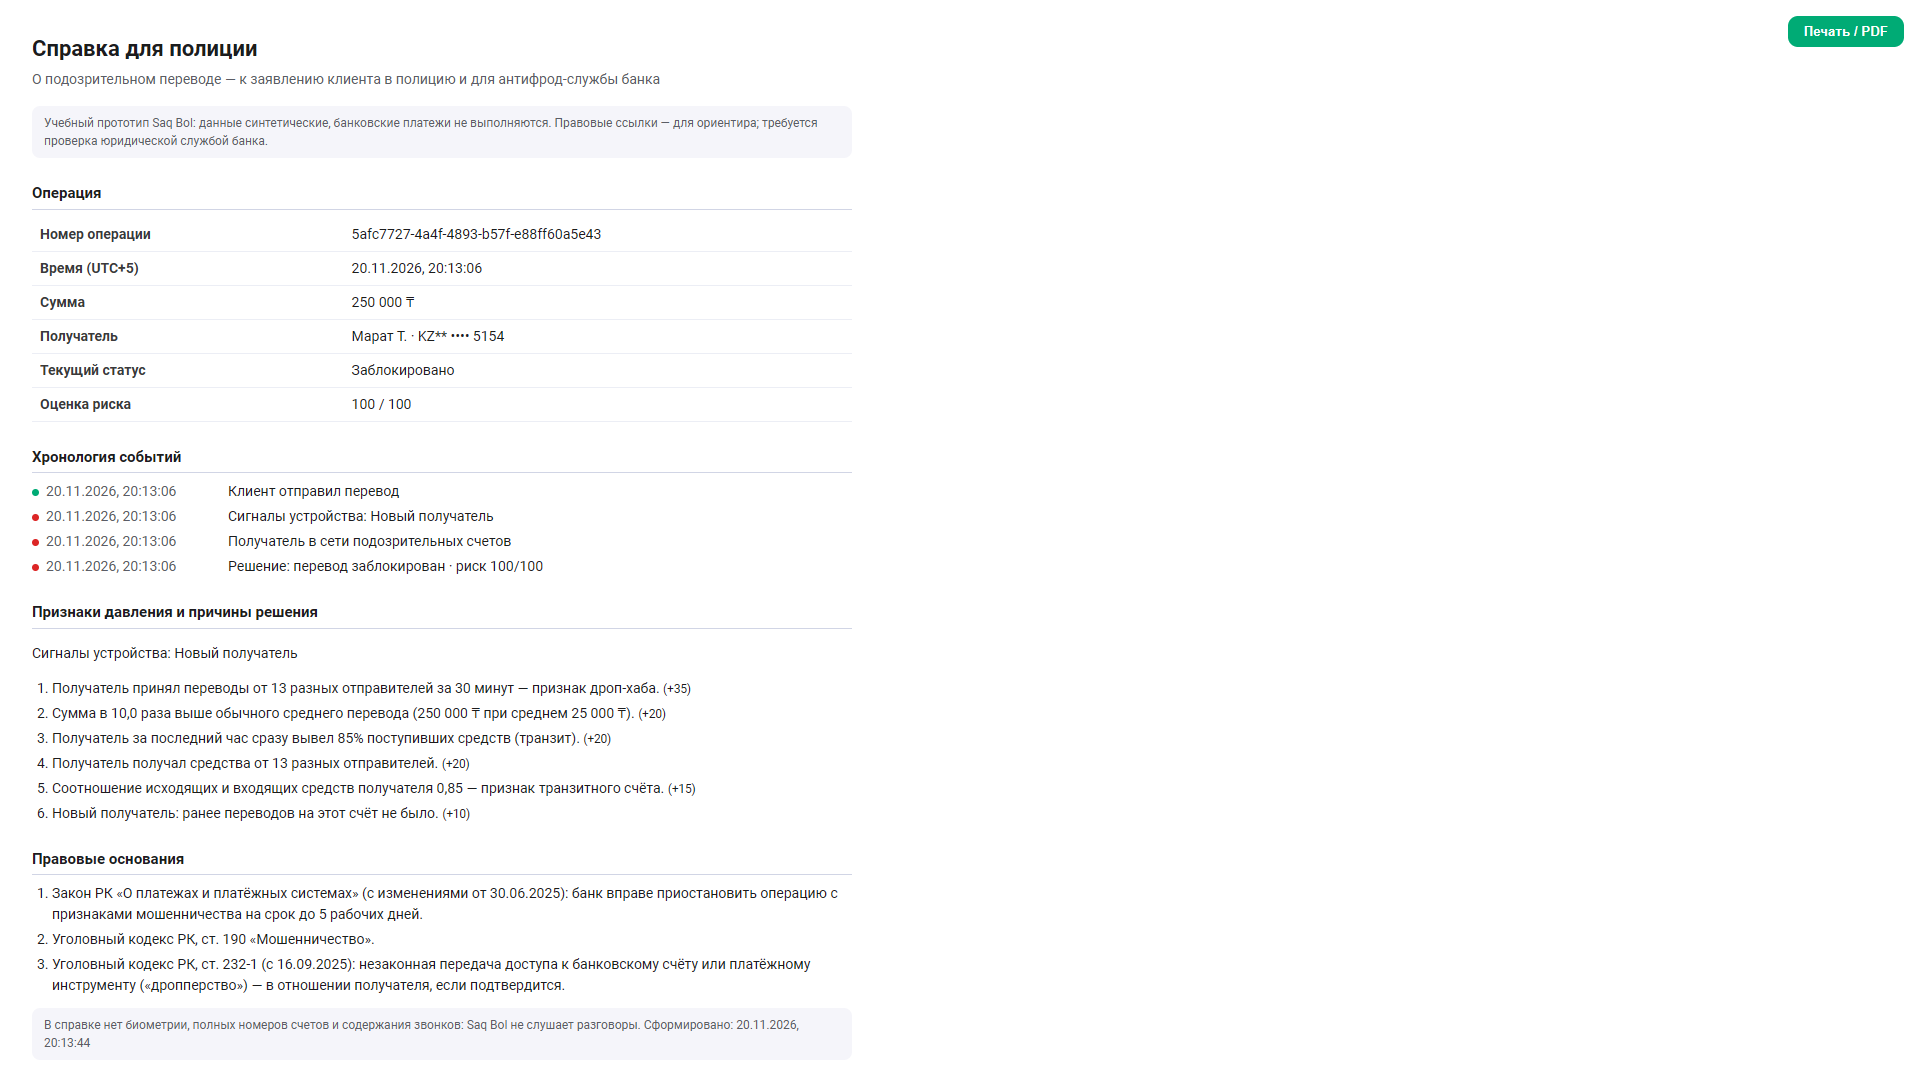 Печать / PDF
Справка для полиции
О подозрительном переводе — к заявлению клиента в полицию и для антифрод-службы банка
Учебный прототип Saq Bol: данные синтетические, банковские платежи не выполняются. Правовые ссылки — для ориентира; требуется
проверка юридической службой банка.
Операция
Номер операции 5afc7727-4a4f-4893-b57f-e88ff60a5e43
Время (UTC+5) 20.11.2026, 20:13:06
Сумма 250 000 ₸
Получатель Марат Т. · KZ** •••• 5154
Текущий статус Заблокировано
Оценка риска 100 / 100
Хронология событий
20.11.2026, 20:13:06 Клиент отправил перевод
20.11.2026, 20:13:06 Сигналы устройства: Новый получатель
20.11.2026, 20:13:06 Получатель в сети подозрительных счетов
20.11.2026, 20:13:06 Решение: перевод заблокирован · риск 100/100
Признаки давления и причины решения
Сигналы устройства: Новый получатель
1. Получатель принял переводы от 13 разных отправителей за 30 минут — признак дроп-хаба. (+35)
2. Сумма в 10,0 раза выше обычного среднего перевода (250 000 ₸ при среднем 25 000 ₸). (+20)
3. Получатель за последний час сразу вывел 85% поступивших средств (транзит). (+20)
4. Получатель получал средства от 13 разных отправителей. (+20)
5. Соотношение исходящих и входящих средств получателя 0,85 — признак транзитного счёта. (+15)
6. Новый получатель: ранее переводов на этот счёт не было. (+10)
Правовые основания
1. Закон РК «О платежах и платёжных системах» (с изменениями от 30.06.2025): банк вправе приостановить операцию с
признаками мошенничества на срок до 5 рабочих дней.
2. Уголовный кодекс РК, ст. 190 «Мошенничество».
3. Уголовный кодекс РК, ст. 232-1 (с 16.09.2025): незаконная передача доступа к банковскому счёту или платёжному
инструменту («дропперство») — в отношении получателя, если подтвердится.
В справке нет биометрии, полных номеров счетов и содержания звонков: Saq Bol не слушает разговоры. Сформировано: 20.11.2026,
20:13:44